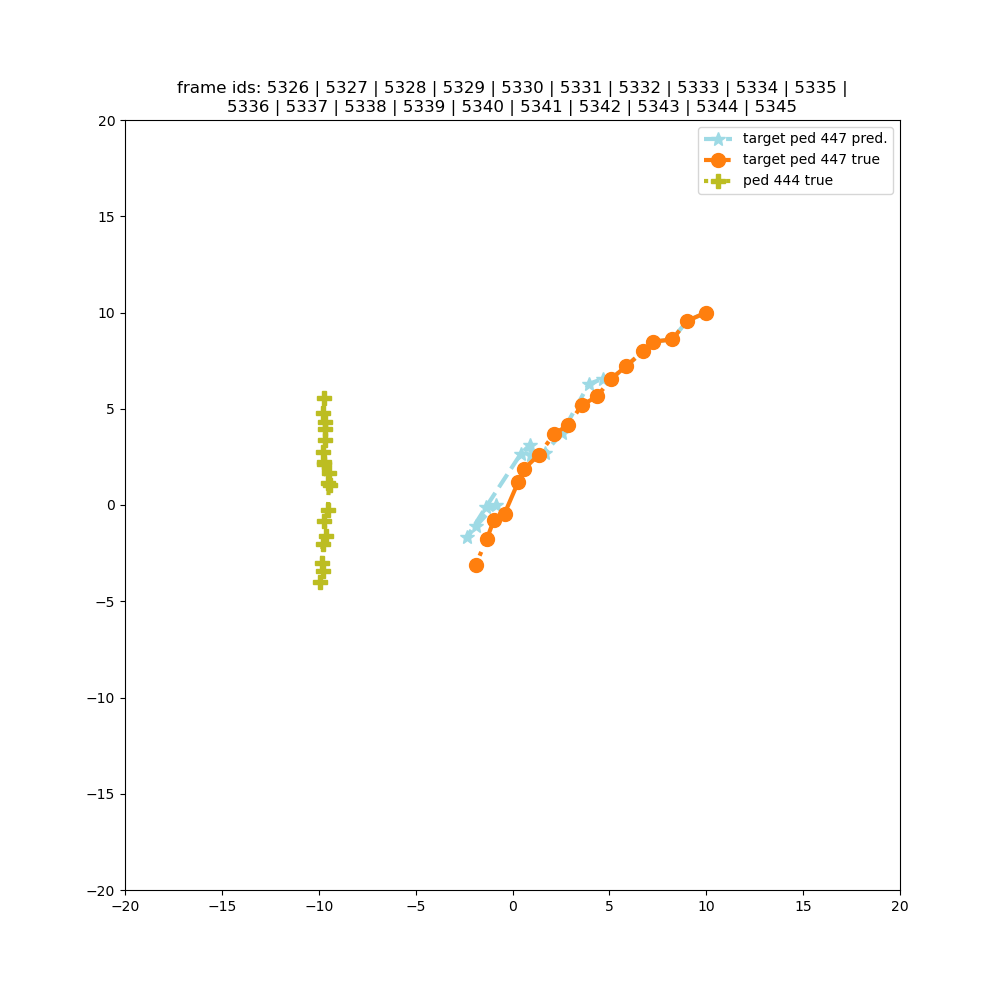 frame ids: 5326 | 5327 | 5328 | 5329 | 5330 | 5331 | 5332 | 5333 | 5334 | 5335 |
5336 | 5337 | 5338 | 5339 | 5340 | 5341 | 5342 | 5343 | 5344 | 5345
target ped 447 pred.
target ped 447 true
ped 444 true
20
15
10
5
0
−5
−10
−15
−20
−20 −15 −10 −5 0 5 10 15 20